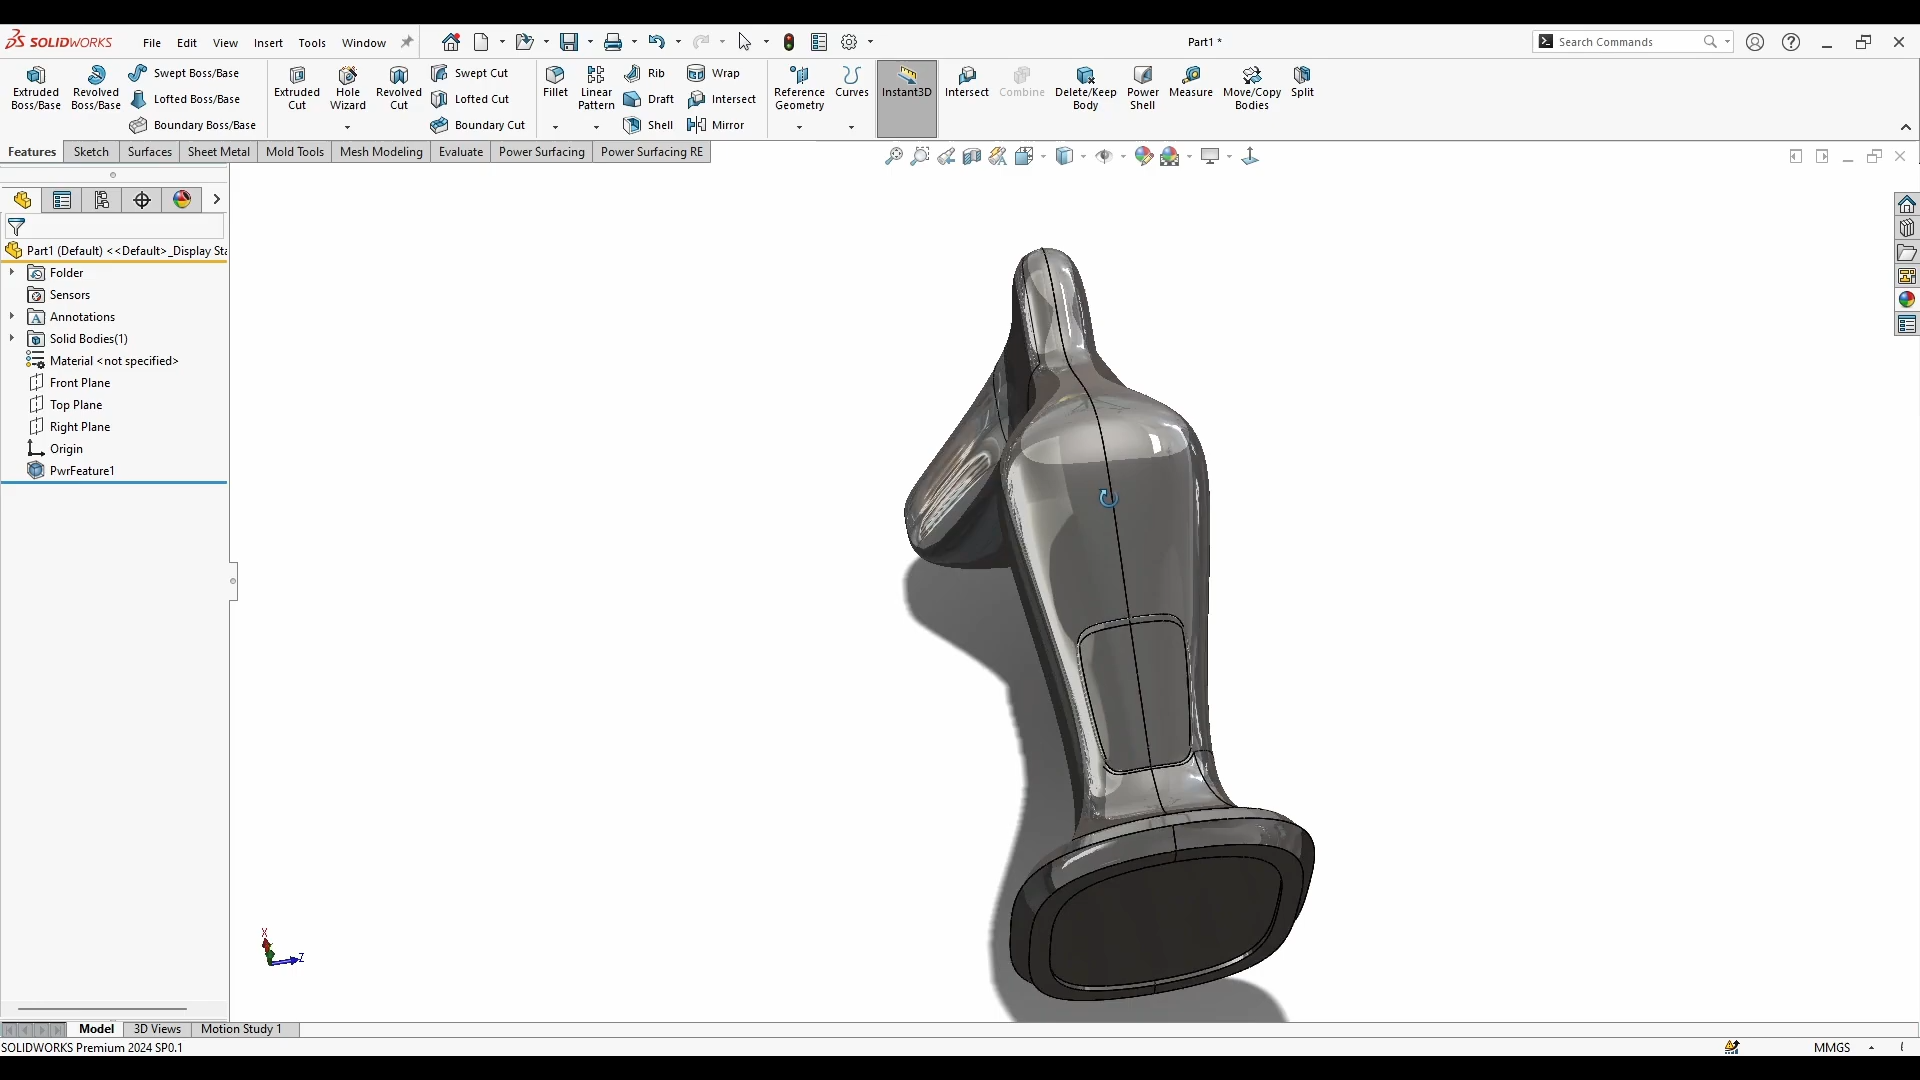 SOLIDWORKS File Edit View Insert Tools Window Part1 * Search Commands
Extruded Boss/Base
Revolved Boss/Base
Swept Boss/Base
Lofted Boss/Base
Boundary Boss/Base
Extruded Cut
Hole Wizard
Revolved Cut
Swept Cut
Lofted Cut
Boundary Cut
Fillet
Linear Pattern
Rib
Draft
Shell
Wrap
Intersect
Mirror
Reference Geometry
Curves
Instant3D
Intersect
Combine
Delete/Keep Body
Power Shell
Measure
Move/Copy Bodies
Split
Features Sketch Surfaces Sheet Metal Mold Tools Mesh Modeling Evaluate Power Surfacing Power Surfacing RE
Part1 (Default) <<Default>_Display Sta
Folder
Sensors
Annotations
Solid Bodies(1)
Material <not specified>
Front Plane
Top Plane
Right Plane
Origin
PwrFeature1
X
Z
Model 3D Views Motion Study 1
SOLIDWORKS Premium 2024 SP0.1 MMGS